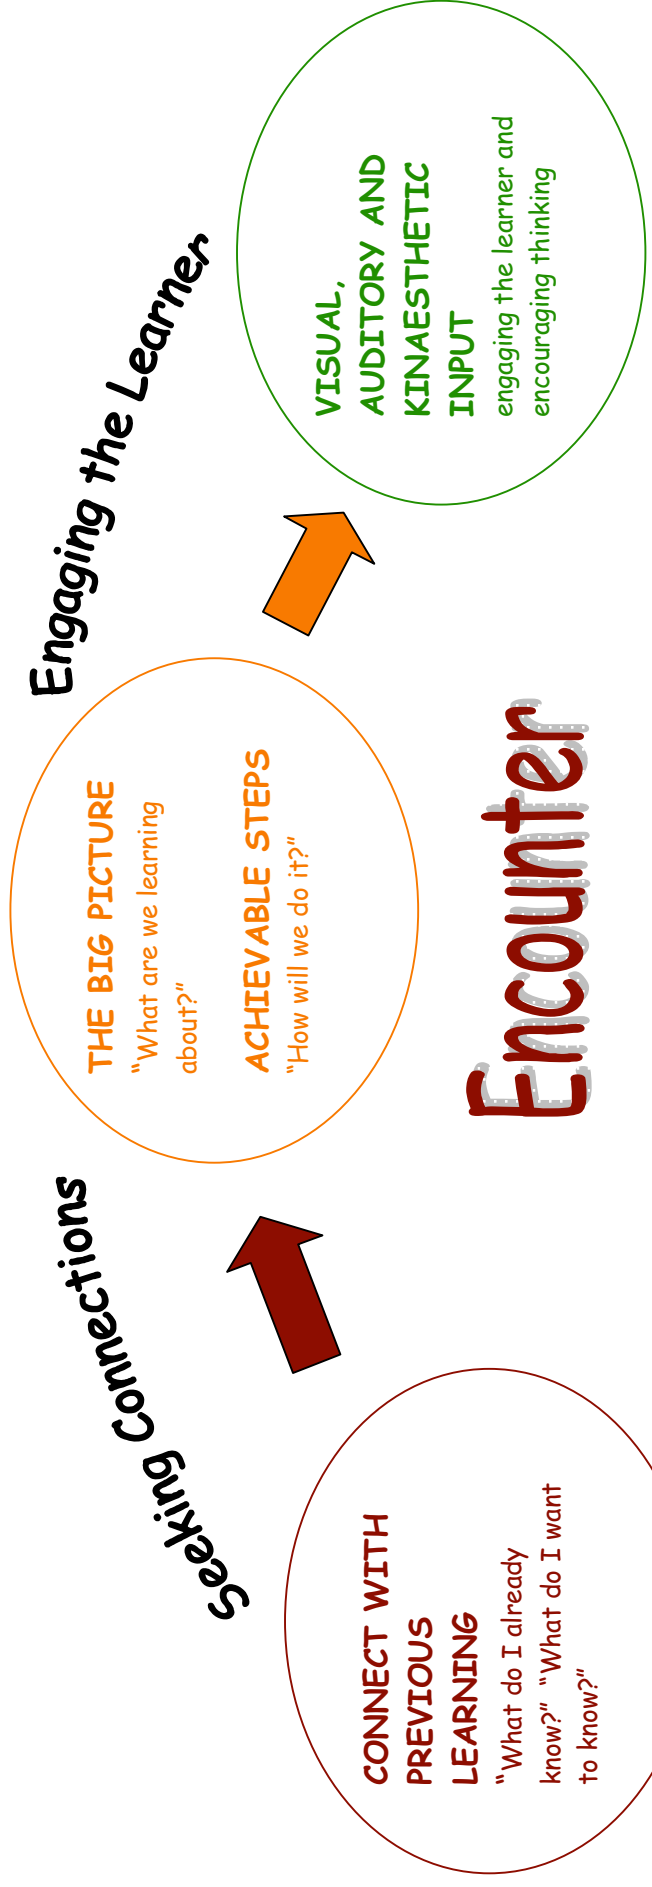 Seeking Connections
Engaging the Learner
CONNECT WITH
PREVIOUS
LEARNING
“What do I already
know?” “What do I want
to know?”
THE BIG PICTURE
“What are we learning
about?”
ACHIEVABLE STEPS
“How will we do it?”
VISUAL,
AUDITORY AND
KINAESTHETIC
INPUT
engaging the learner and
encouraging thinking
Encounter